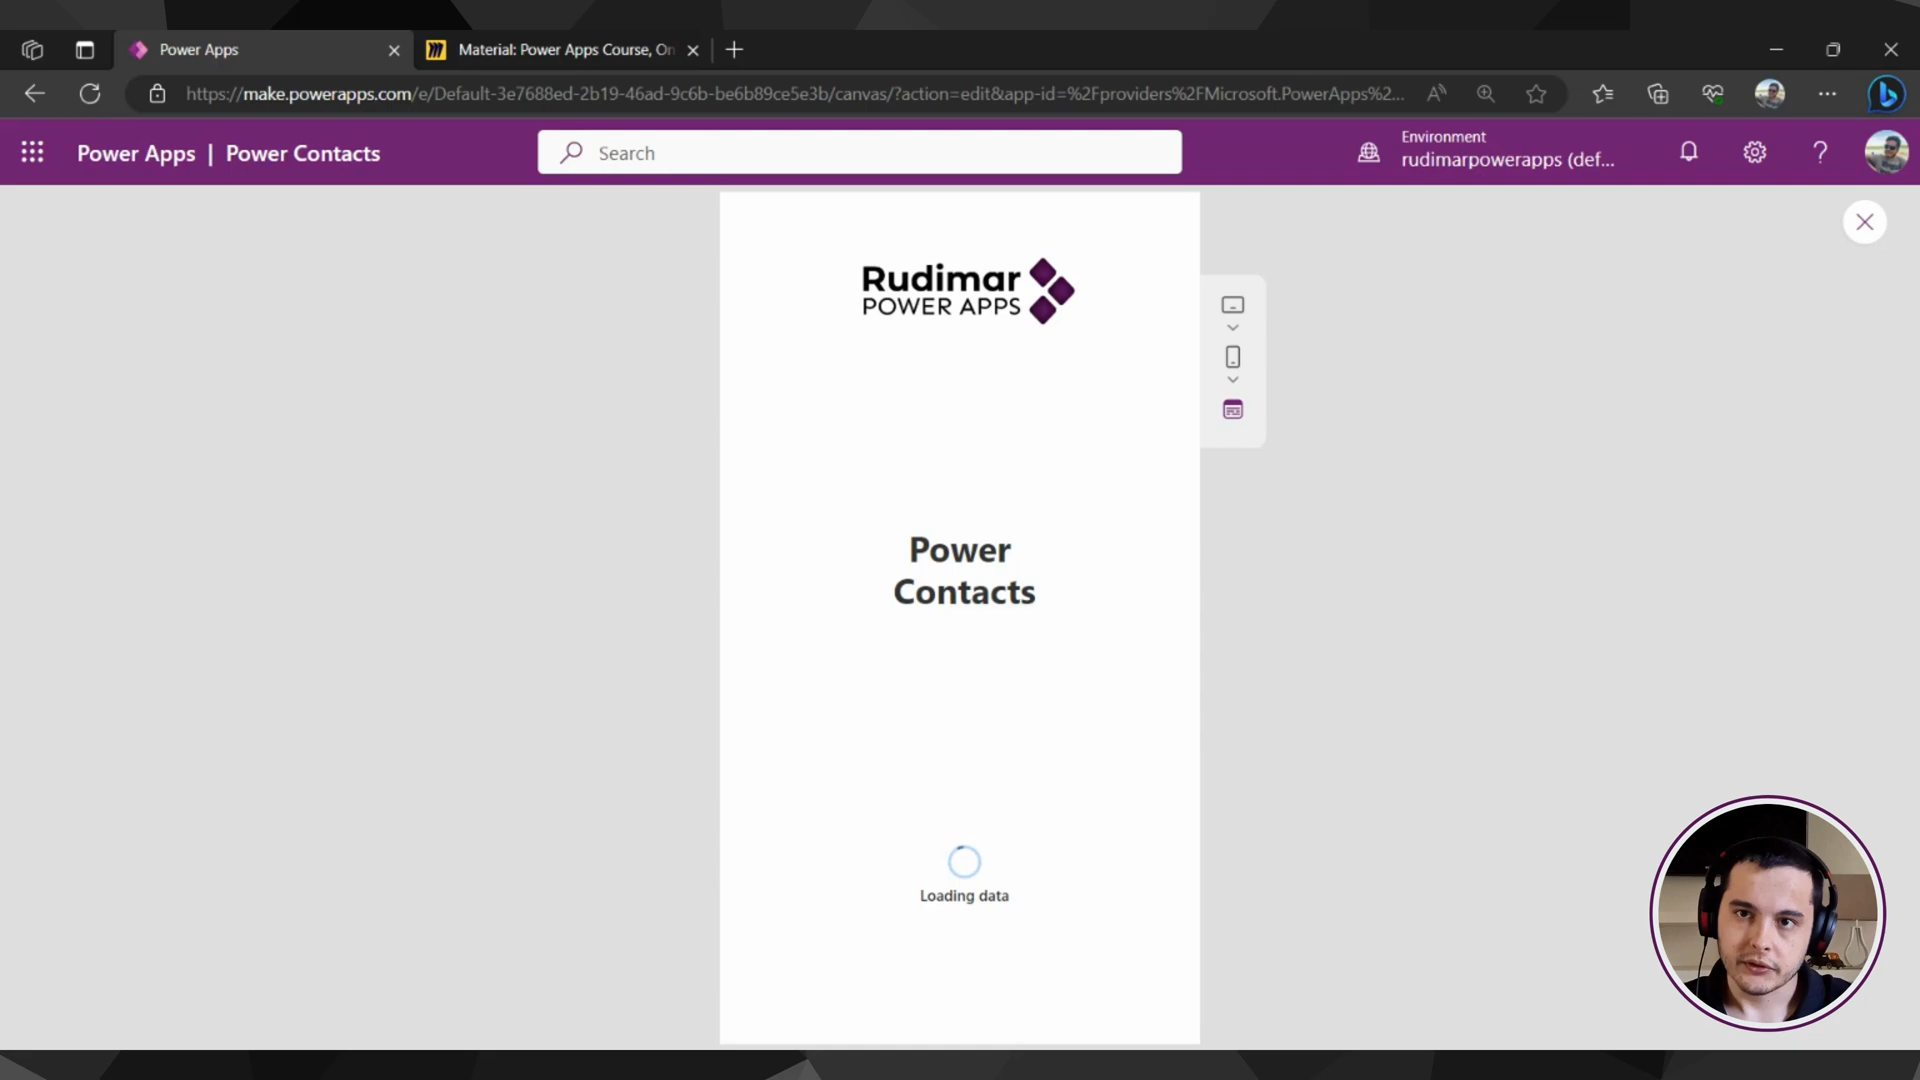 Power Apps
Material: Power Apps Course, On
https://make.powerapps.com/e/Default-3e7688ed-2b19-46ad-9c6b-be6b89ce5e3b/canvas/?action=edit&app-id=%2Fproviders%2FMicrosoft.PowerApps%2...
Power Apps | Power Contacts
Search
Environment
rudimarpowerapps (def...
Rudimar
POWER APPS
Power
Contacts
Loading data